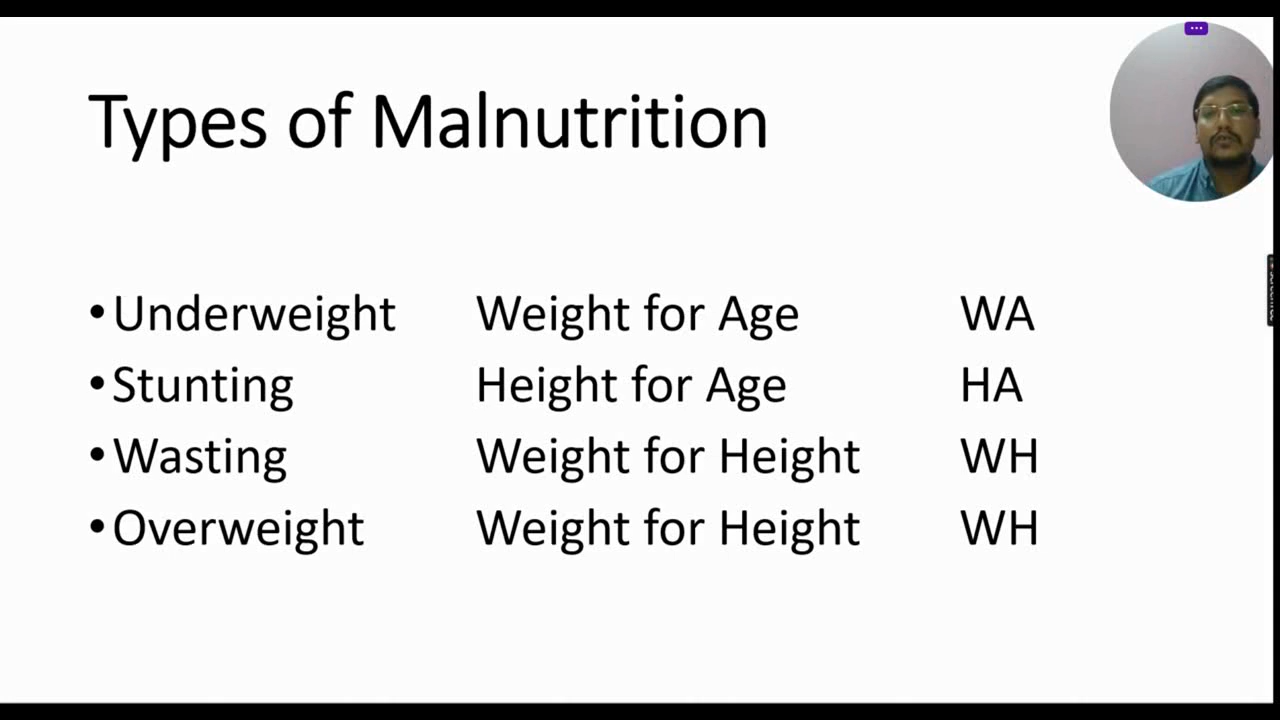 Types of Malnutrition
•Underweight Weight for Age WA
•Stunting Height for Age HA
•Wasting Weight for Height WH
•Overweight Weight for Height WH